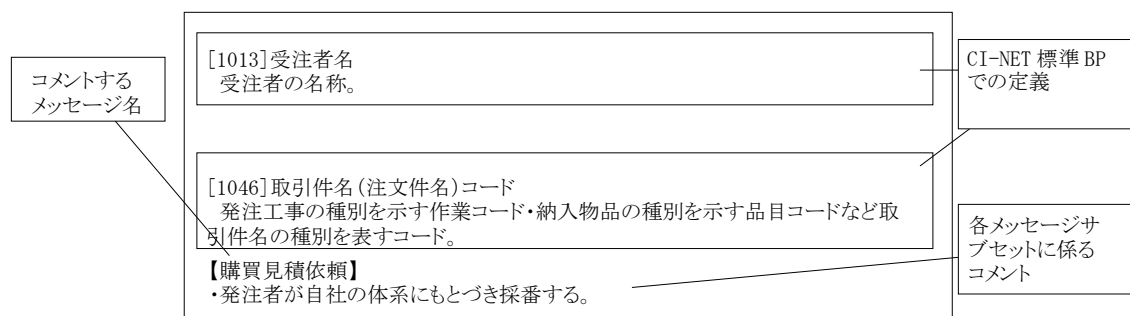 [1013]受注者名
受注者の名称。
CI-NET 標準 BP
での定義
コメントする
メッセージ名
[1046]取引件名(注文件名)コード
発注工事の種別を示す作業コード・納入物品の種別を示す品目コードなど取
引件名の種別を表すコード。
【購買見積依頼】
・発注者が自社の体系にもとづき採番する。
各メッセージサ
ブセットに係る
コメント